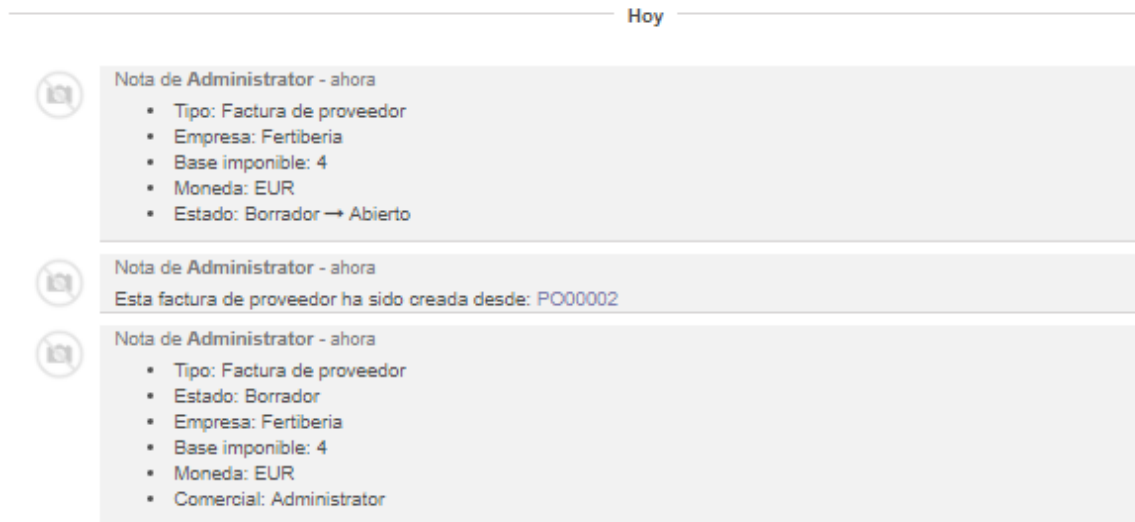 Hoy
Nota de Administrator - ahora
• Tipo: Factura de proveedor
• Empresa: Fertiberia
• Base imponible: 4
• Moneda: EUR
• Estado: Borrador → Abierto
Nota de Administrator - ahora
Esta factura de proveedor ha sido creada desde: PO00002
Nota de Administrator - ahora
• Tipo: Factura de proveedor
• Estado: Borrador
• Empresa: Fertiberia
• Base imponible: 4
• Moneda: EUR
• Comercial: Administrator